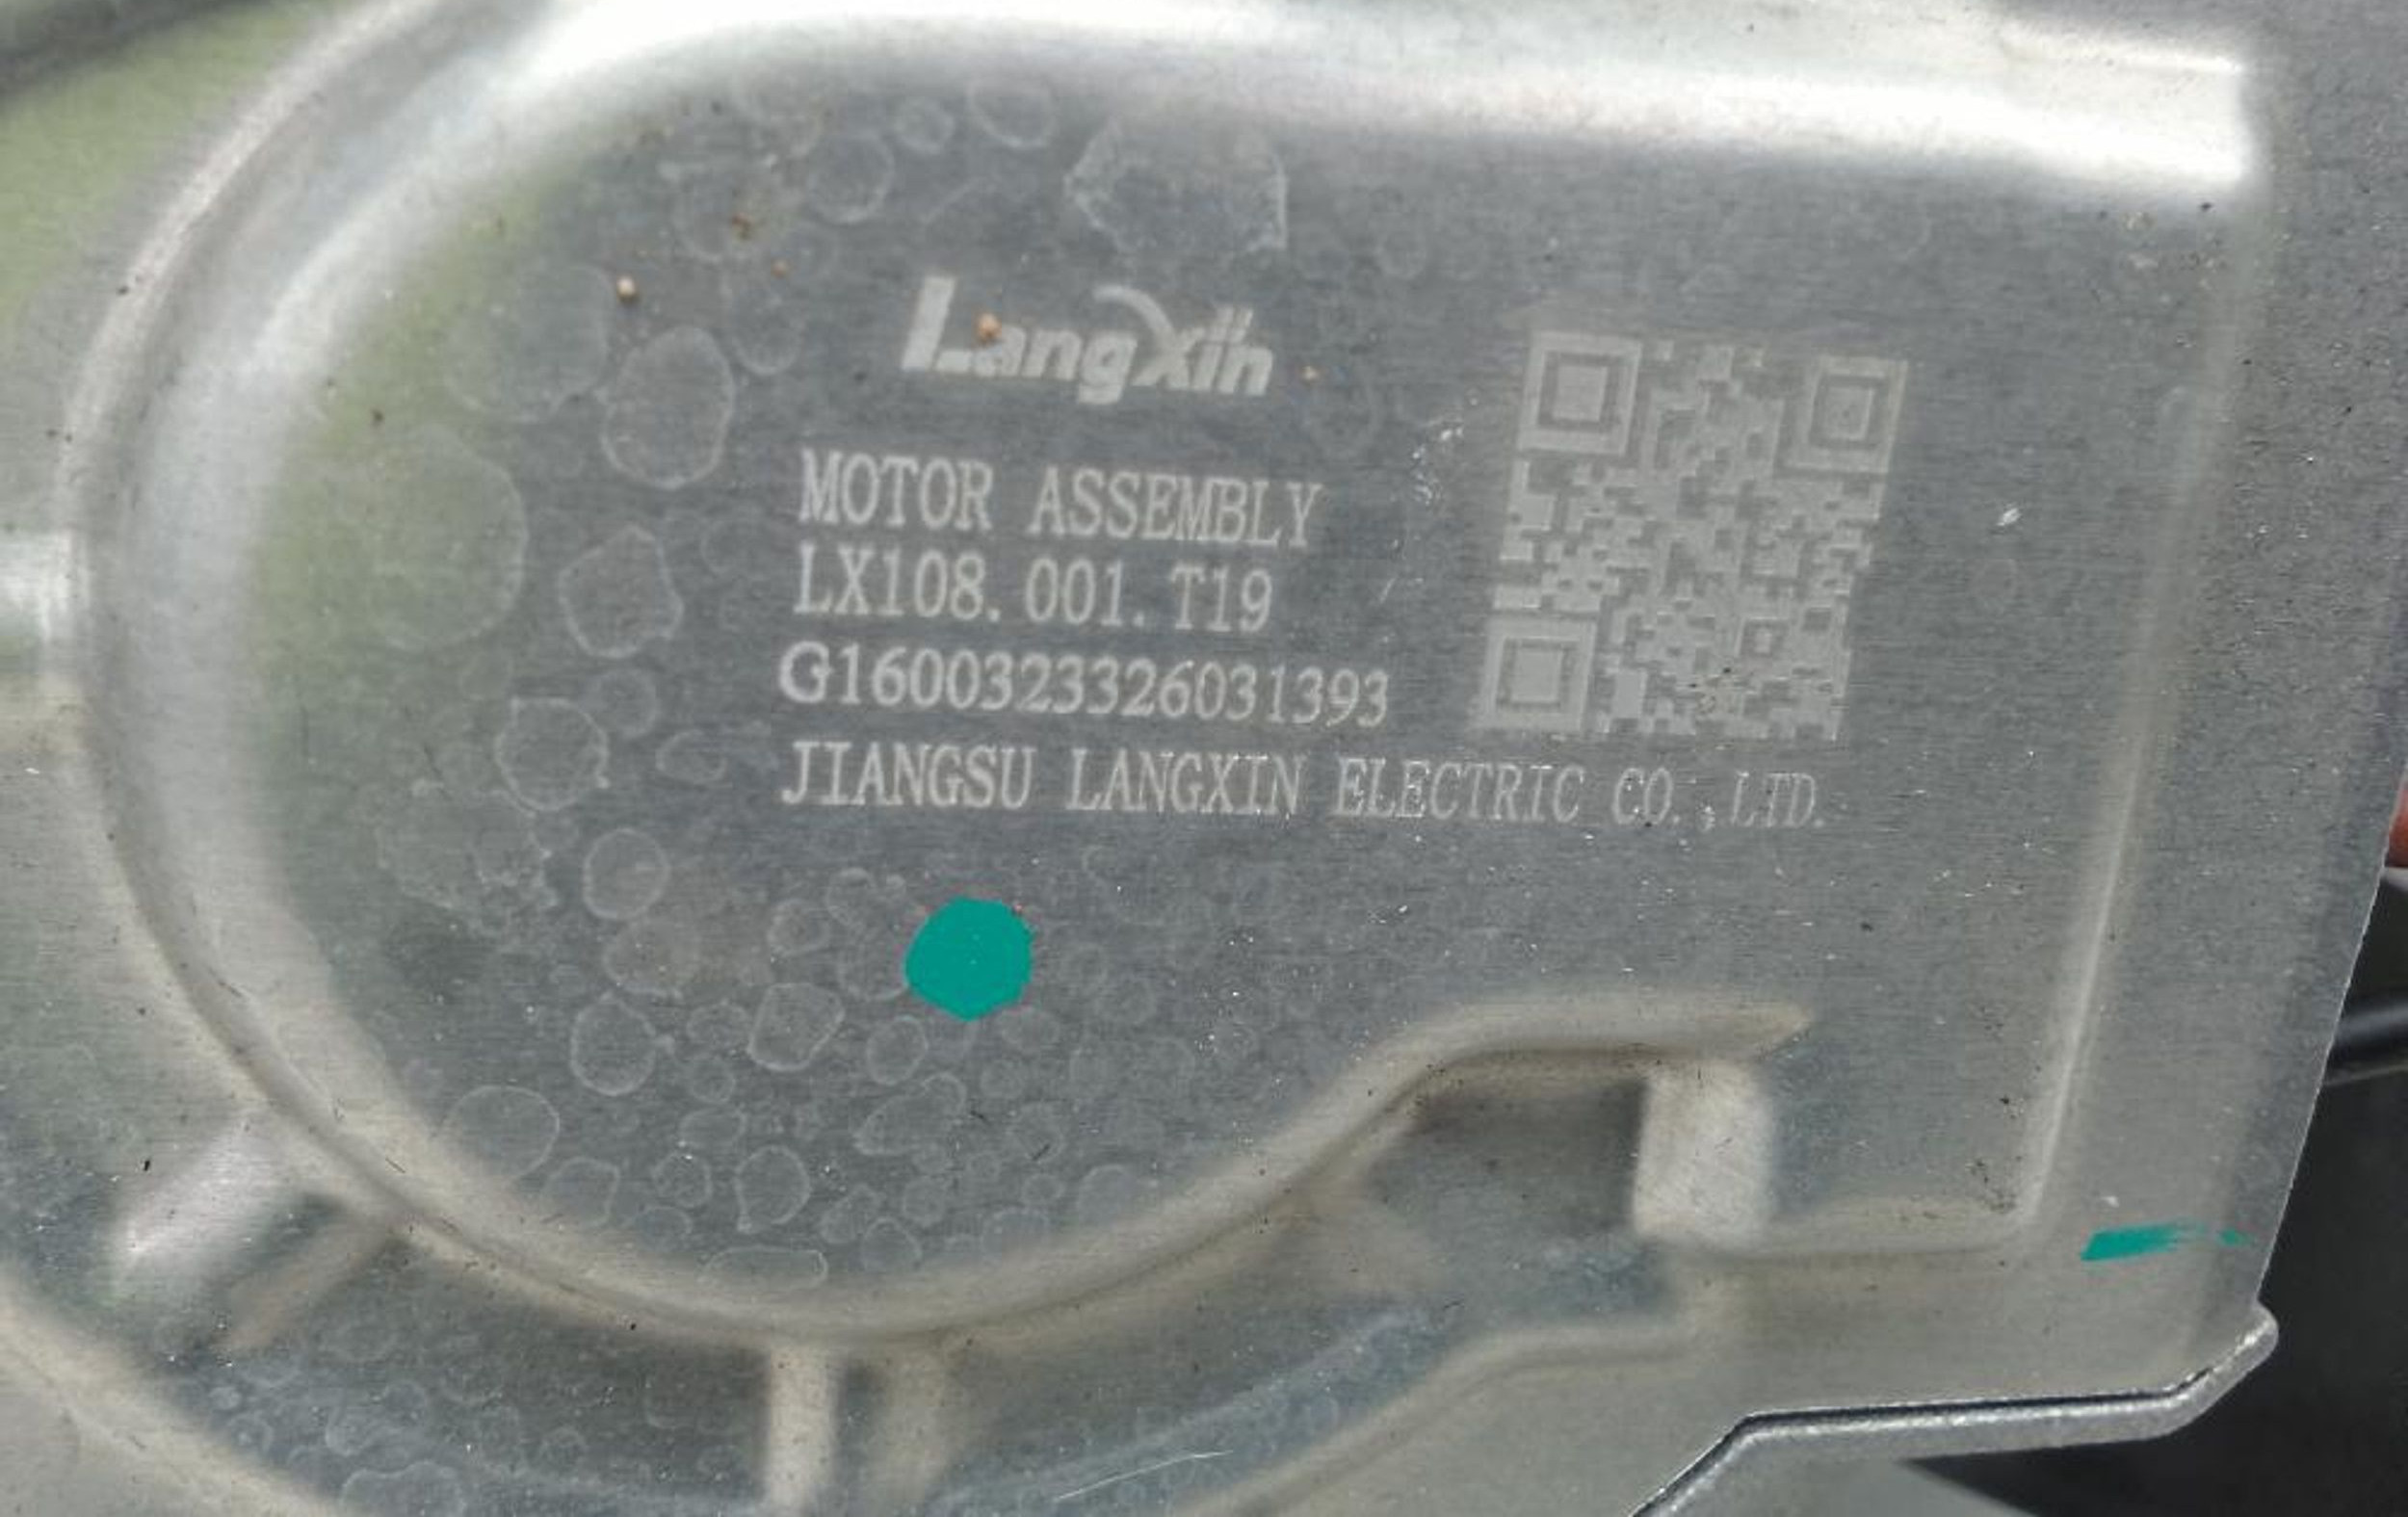 Langxin
MOTOR ASSEMBLY
LX108.001.T19
G1600323326031393
JIANGSU LANGXIN ELECTRIC CO.,LTD.